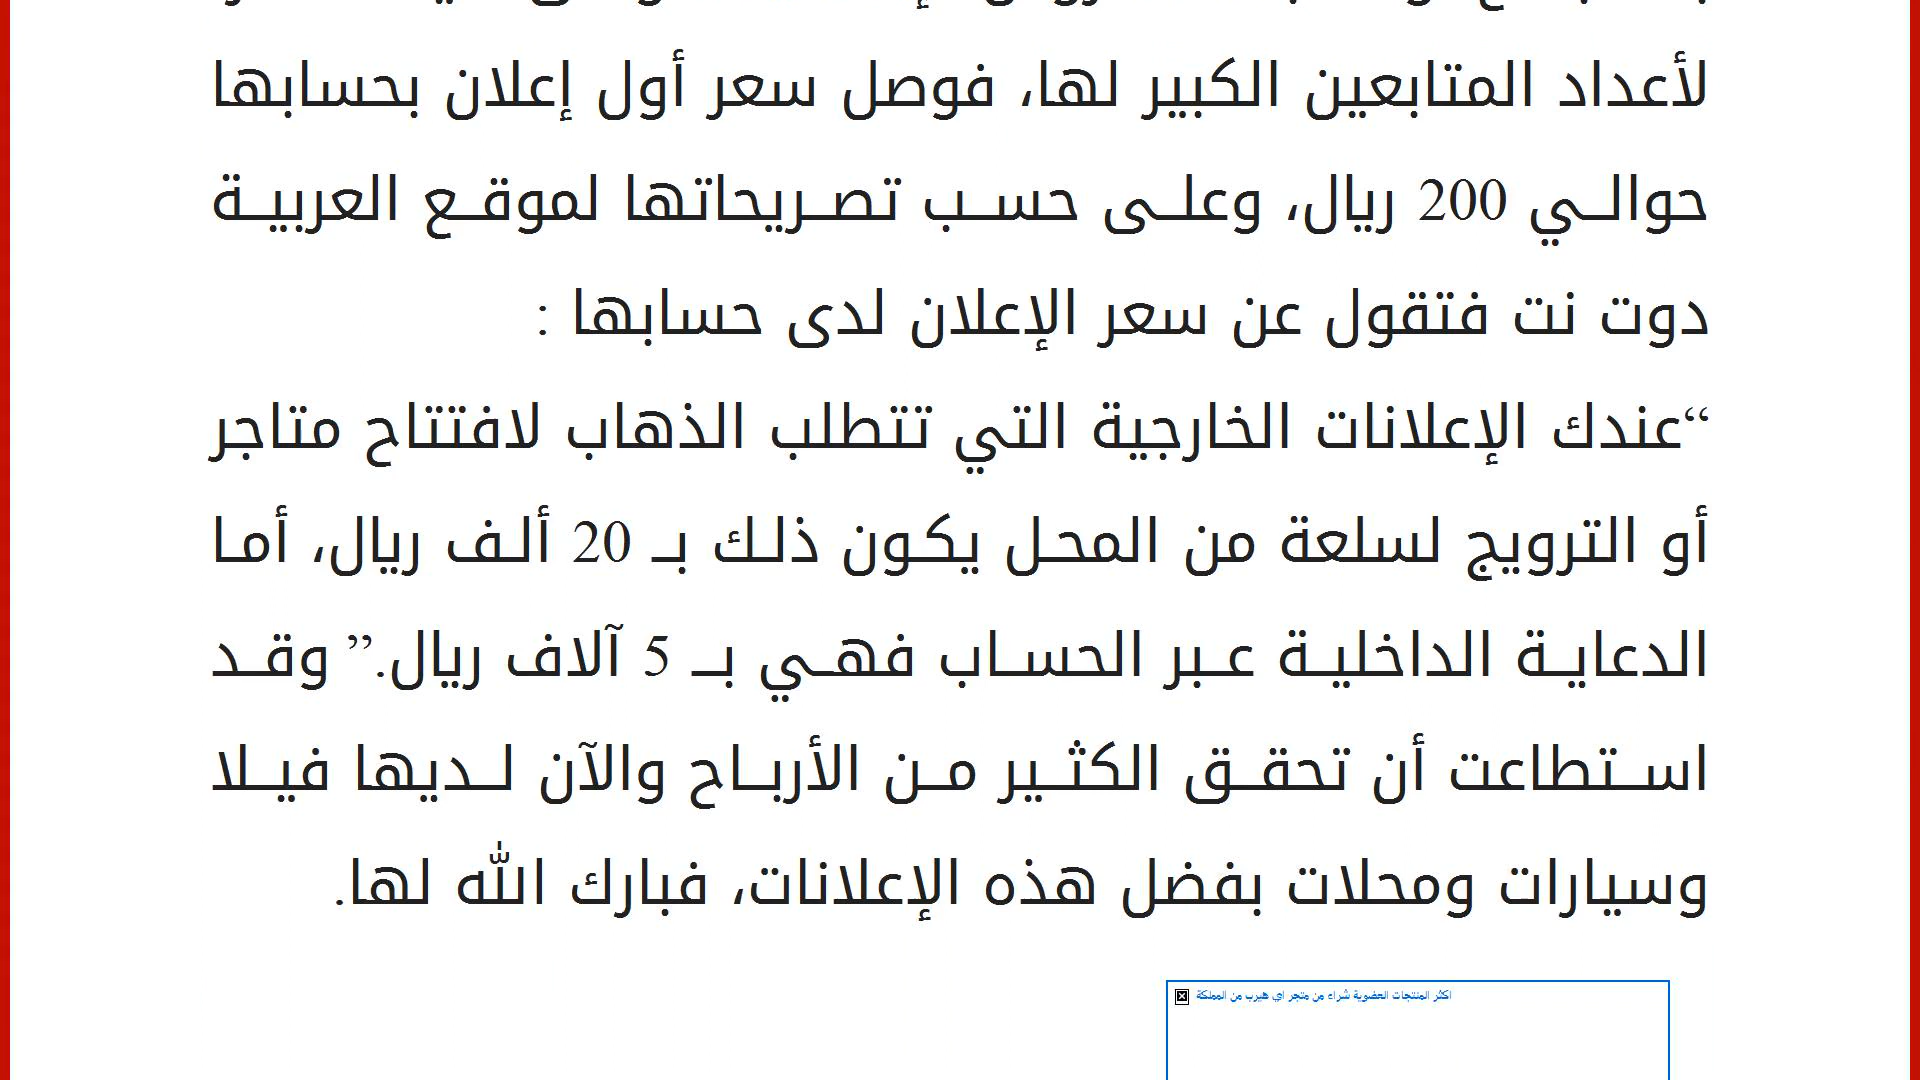 لأعداد المتابعين الكبير لها، فوصل سعر أول إعلان بحسابها
حوالي 200 ريال، وعلى حسب تصريحاتها لموقع العربية
دوت نت فتقول عن سعر الإعلان لدى حسابها :
“عندك الإعلانات الخارجية التي تتطلب الذهاب لافتتاح متاجر
أو الترويج لسلعة من المحل يكون ذلك بـ 20 ألف ريال، أما
الدعاية الداخلية عبر الحساب فهي بـ 5 آلاف ريال.” وقد
استطاعت أن تحقق الكثير من الأرباح والآن لديها فيلا
وسيارات ومحلات بفضل هذه الإعلانات، فبارك الله لها.
اكثر المنتجات العضوية شراء من متجر اي هيرب من المملكة